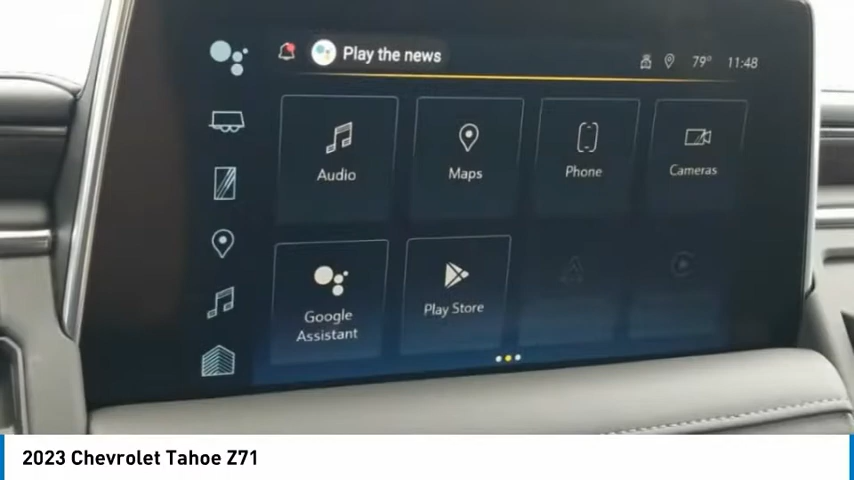 Play the news
79° 11:48
Audio
Maps
Phone
Cameras
Google
Assistant
Play Store
2023 Chevrolet Tahoe Z71